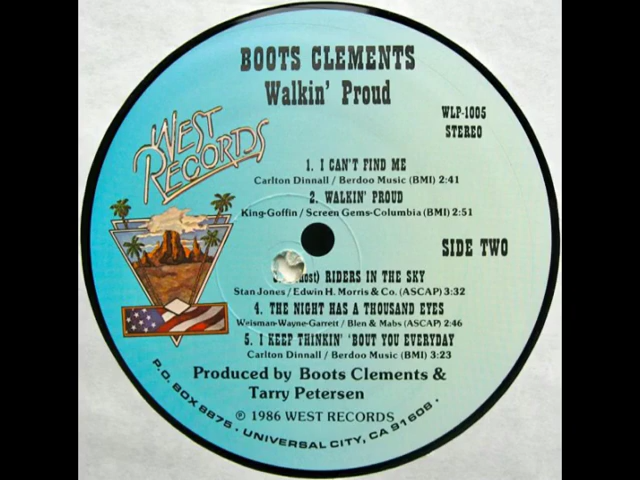 BOOTS CLEMENTS
Walkin' Proud
WEST
RECORDS
WLP-1005
STEREO
1. I CAN'T FIND ME
Carlton Dinnall / Berdoo Music (BMI) 2:41
2. WALKIN' PROUD
King-Goffin / Screen Gems-Columbia (BMI) 2:51
SIDE TWO
RIDERS IN THE SKY
Stan Jones / Edwin H. Morris & Co. (ASCAP) 3:32
4. THE NIGHT HAS A THOUSAND EYES
Weisman-Wayne-Garrett / Blen & Mabs (ASCAP) 2:46
5. I KEEP THINKIN' 'BOUT YOU EVERYDAY
Carlton Dinnall / Berdoo Music (BMI) 3:23
Produced by Boots Clements &
Tarry Petersen
℗ 1986 WEST RECORDS
P.O. BOX 8875 • UNIVERSAL CITY, CA 91608 •